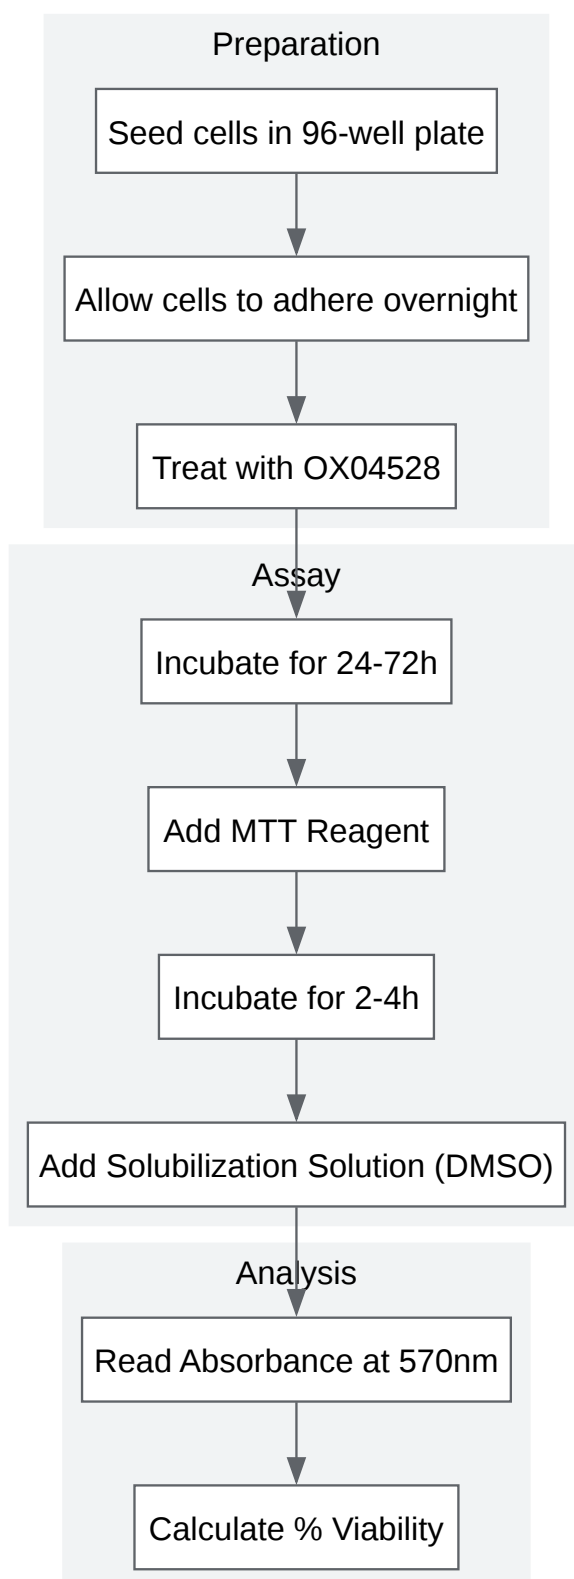 Preparation
Seed cells in 96-well plate
Allow cells to adhere overnight
Treat with OX04528
Assay
Incubate for 24-72h
Add MTT Reagent
Incubate for 2-4h
Add Solubilization Solution (DMSO)
Analysis
Read Absorbance at 570nm
Calculate % Viability